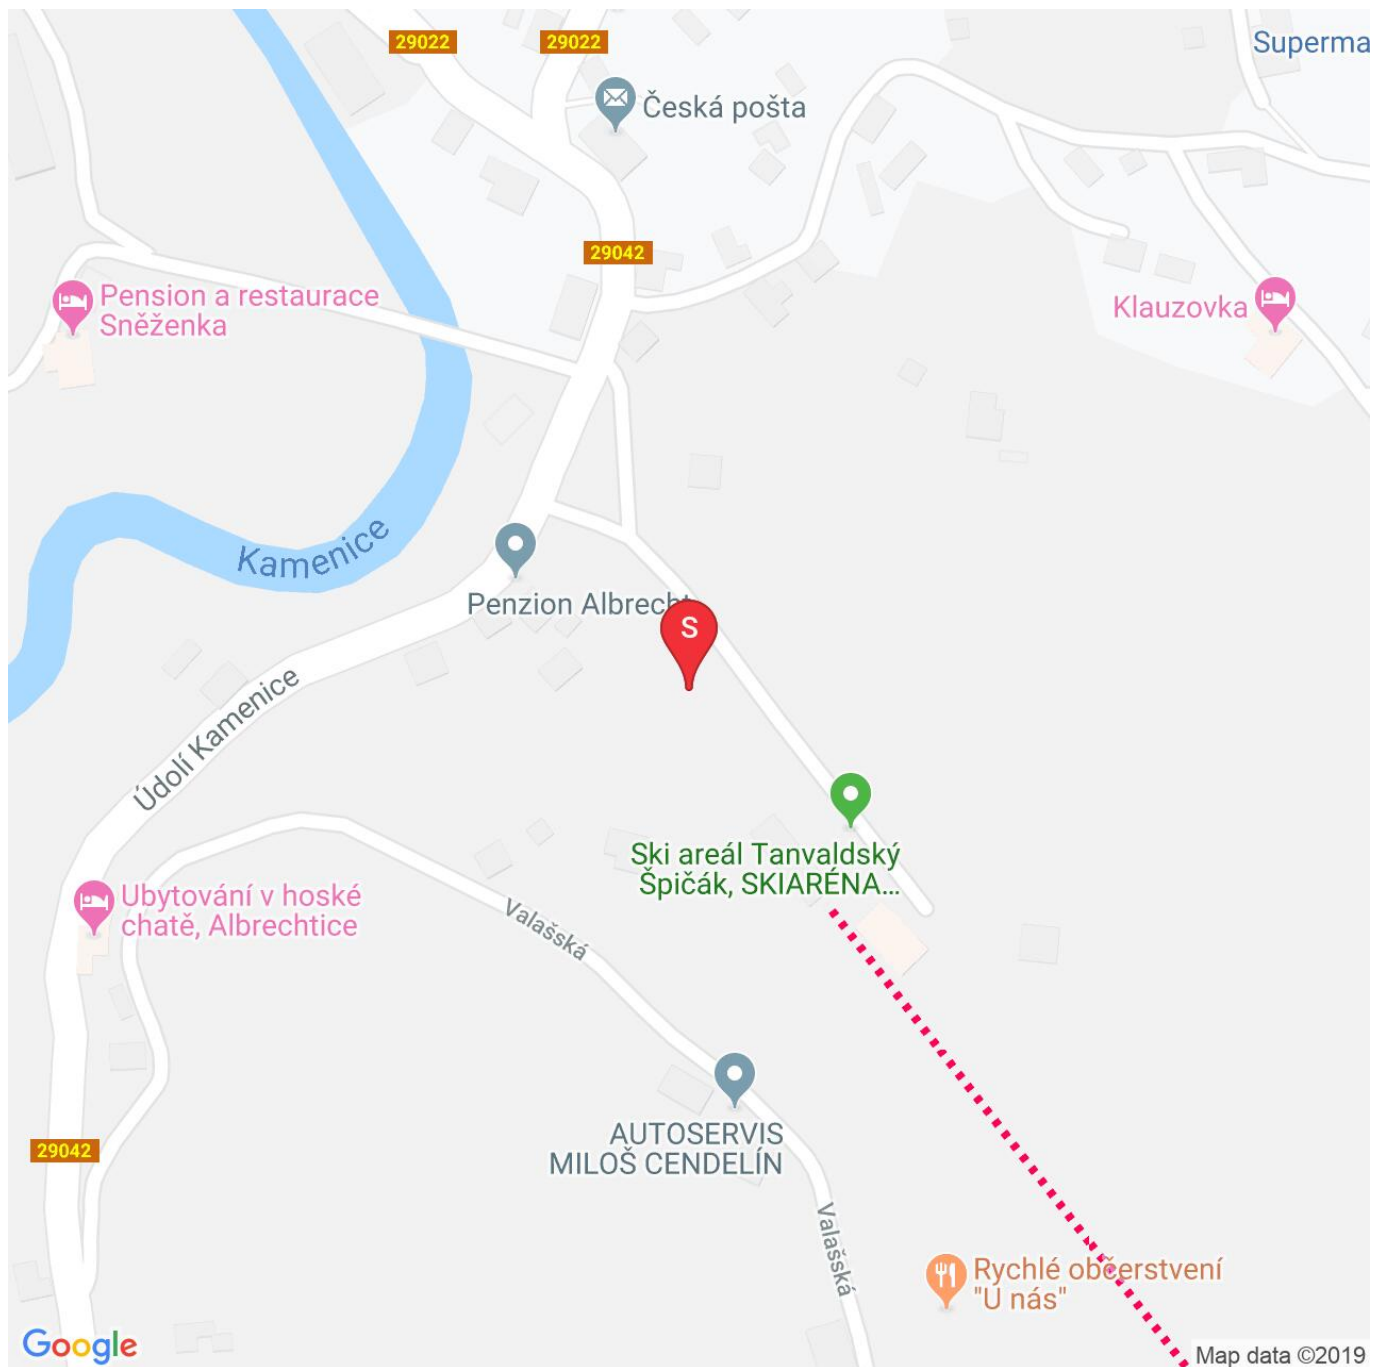 29022
29022
Superma
Česká pošta
29042
Pension a restaurace
Sněženka
Klauzovka
Kamenice
Penzion Albrecht
S
Údolí Kamenice
Ski areál Tanvaldský
Špičák, SKIARÉNA...
Ubytování v hoské
chatě, Albrechtice
Valašská
AUTOSERVIS
MILOŠ CENDELÍN
29042
Valašská
Rychlé občerstvení
"U nás"
Google
Map data ©2019